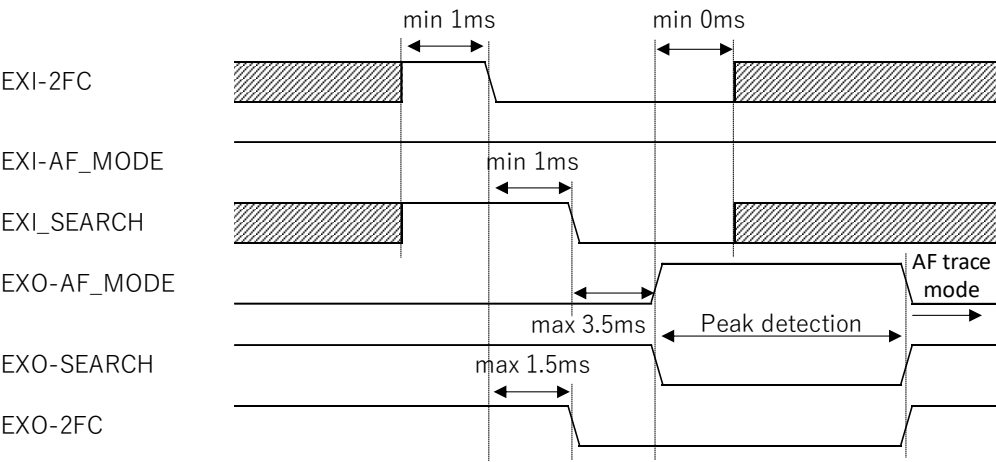 min 1ms
min 0ms
EXI-2FC
EXI-AF_MODE
min 1ms
EXI_SEARCH
EXO-AF_MODE
AF trace
mode
max 3.5ms
Peak detection
EXO-SEARCH
max 1.5ms
EXO-2FC